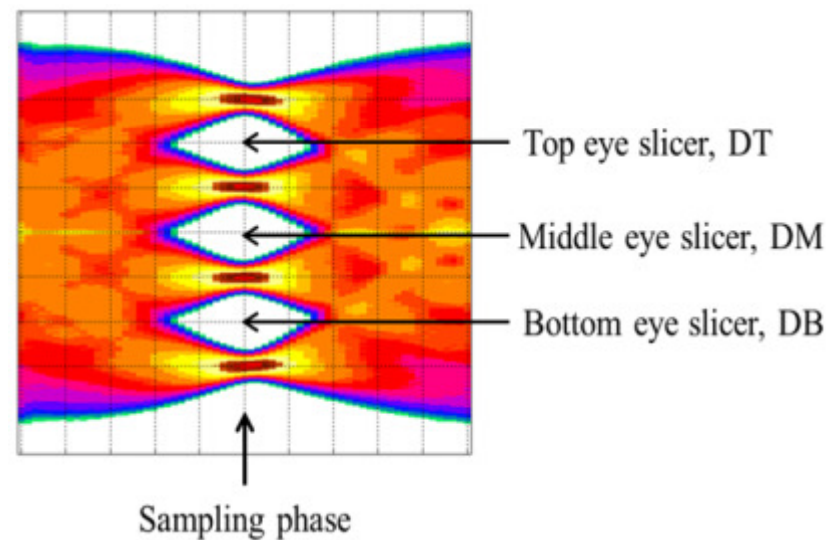 Top eye slicer, DT
Middle eye slicer, DM
Bottom eye slicer, DB
Sampling phase